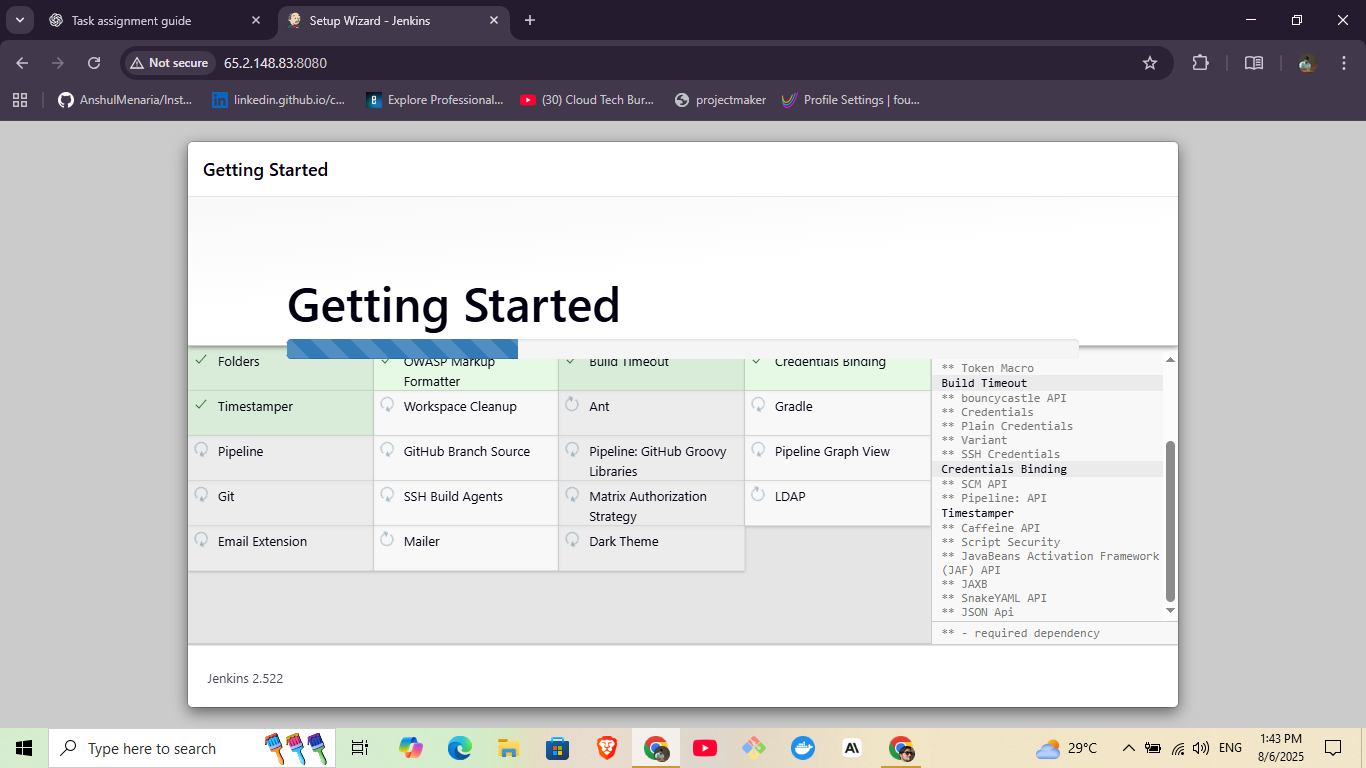 Task assignment guide
Setup Wizard - Jenkins
Not secure
65.2.148.83:8080
AnshulMenaria/Inst...
linkedin.github.io/c...
Explore Professional...
(30) Cloud Tech Bur...
projectmaker
Profile Settings | fou...
Getting Started
Getting Started
Folders
OWASP Markup
Formatter
Build Timeout
Credentials Binding
Timestamper
Workspace Cleanup
Ant
Gradle
Pipeline
GitHub Branch Source
Pipeline: GitHub Groovy
Libraries
Pipeline Graph View
Git
SSH Build Agents
Matrix Authorization
Strategy
LDAP
Email Extension
Mailer
Dark Theme
** Token Macro
Build Timeout
** bouncycastle API
** Credentials
** Plain Credentials
** Variant
** SSH Credentials
Credentials Binding
** SCM API
** Pipeline: API
Timestamper
** Caffeine API
** Script Security
** JavaBeans Activation Framework
(JAF) API
** JAXB
** SnakeYAML API
** JSON Api
** - required dependency
Jenkins 2.522
Type here to search
29°C
ENG
1:43 PM
8/6/2025